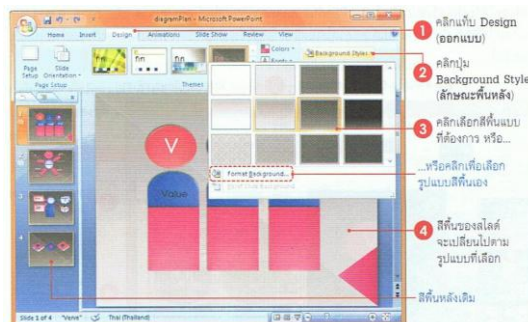 diagramPlan - Microsoft PowerPoint
Home Insert Design Animations Slide Show Review View
Page Setup
Slide Orientation
Page Setup
Themes
Colors
Fonts
Background Styles
Format Background...
V
Value
Slide 1 of 4 "Verve" Thai (Thailand)
1 คลิกแท็บ Design
(ออกแบบ)
2 คลิกปุ่ม
Background Style
(ลักษณะพื้นหลัง)
3 คลิกเลือกสีพื้นแบบ
ที่ต้องการ หรือ...
...หรือคลิกเพื่อเลือก
รูปแบบสีพื้นเอง
4 สีพื้นของสไลด์
จะเปลี่ยนไปตาม
รูปแบบที่เลือก
สีพื้นหลังเดิม